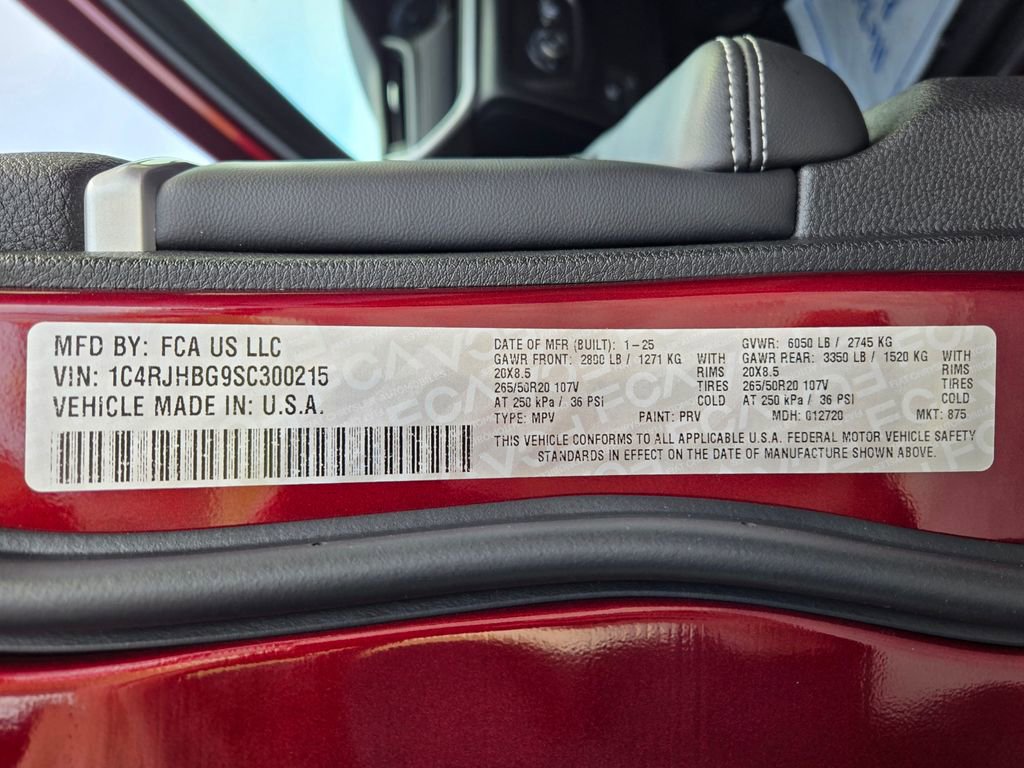 MFD BY: FCA US LLC
VIN: 1C4RJHBG9SC300215
VEHICLE MADE IN: U.S.A.
DATE OF MFR (BUILT): 1-25
GAWR FRONT: 2800 LB / 1271 KG WITH
20X8.5 RIMS
265/50R20 107V TIRES
AT 250 kPa / 36 PSI COLD
TYPE: MPV PAINT: PRV
GVWR: 6050 LB / 2745 KG
GAWR REAR: 3350 LB / 1520 KG WITH
20X8.5 RIMS
265/50R20 107V TIRES
AT 250 kPa / 36 PSI COLD
MDH: 012720 MKT: 875
THIS VEHICLE CONFORMS TO ALL APPLICABLE U.S.A. FEDERAL MOTOR VEHICLE SAFETY
STANDARDS IN EFFECT ON THE DATE OF MANUFACTURE SHOWN ABOVE.